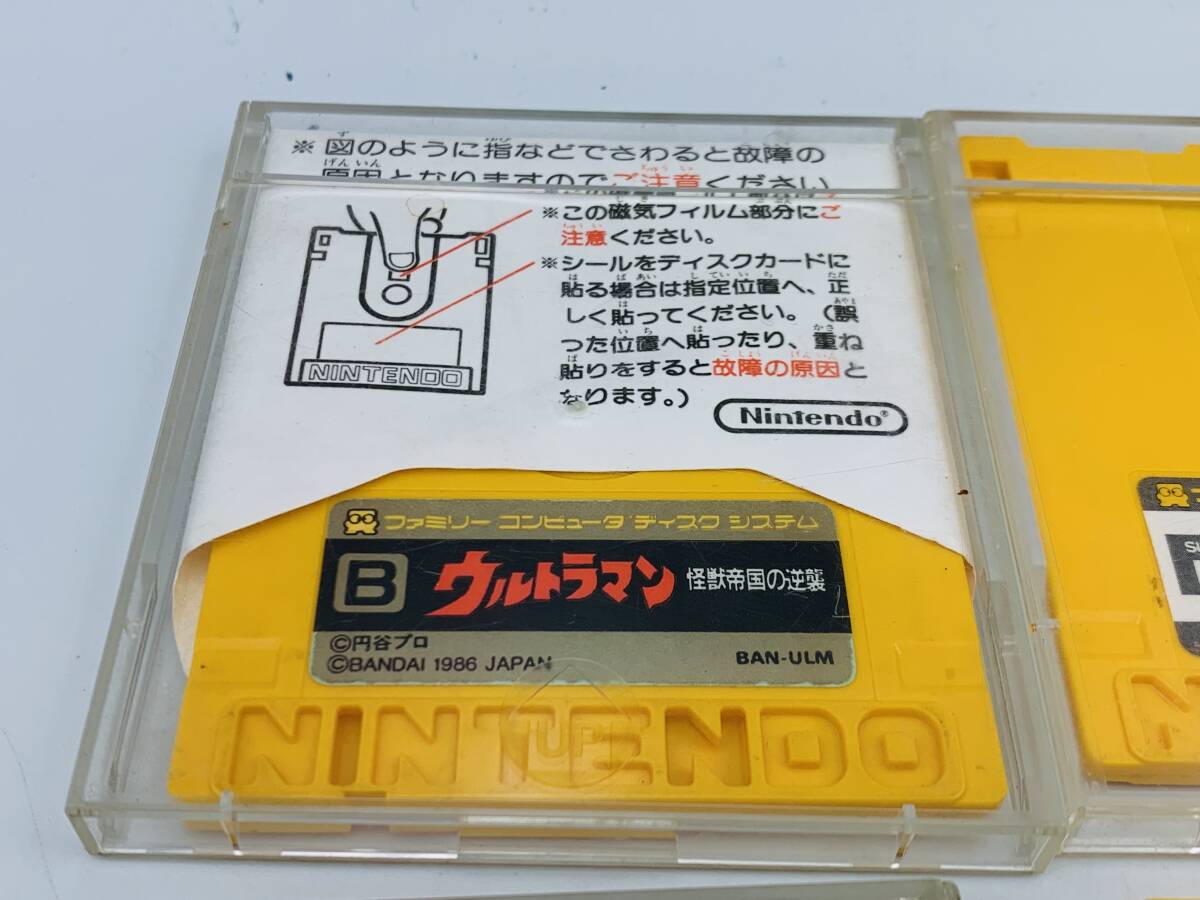 ※図のように指などでさわると故障の
原因となりますのでご注意ください
※この磁気フィルム部分にご
注意ください。
※シールをディスクカードに
貼る場合は指定位置へ、正
しく貼ってください。（誤
った位置へ貼ったり、重ね
貼りをすると故障の原因と
なります。）
NINTENDO
Nintendo®
ファミリー コンピュータ ディスク システム
B ウルトラマン 怪獣帝国の逆襲
©円谷プロ
©BANDAI 1986 JAPAN BAN-ULM
NINTENDO
UP